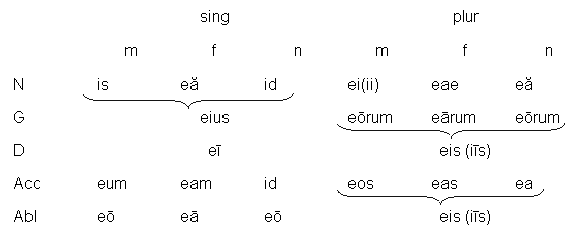 sing plur
m f n m f n
N is eă id ei(ii) eae eă
G eius eōrum eārum eōrum
D eī eis (iīs)
Acc eum eam id eos eas ea
Abl eō eā eō eis (iīs)